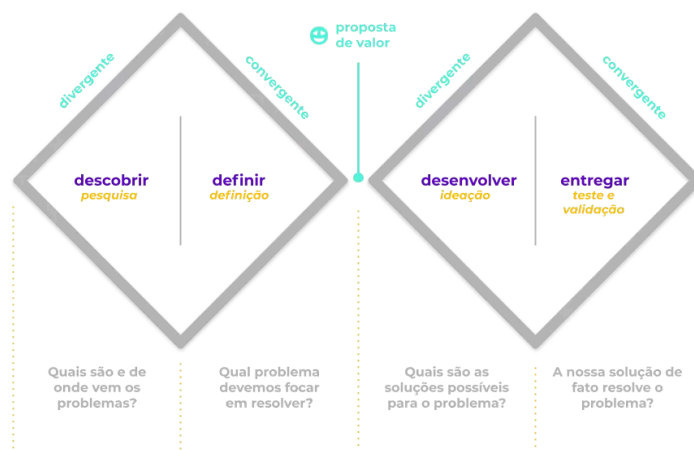 proposta
de valor
divergente
convergente
divergente
convergente
descobrir
pesquisa
definir
definição
desenvolver
ideação
entregar
teste e
validação
Quais são e de
onde vem os
problemas?
Qual problema
devemos focar
em resolver?
Quais são as
soluções possíveis
para o problema?
A nossa solução de
fato resolve o
problema?